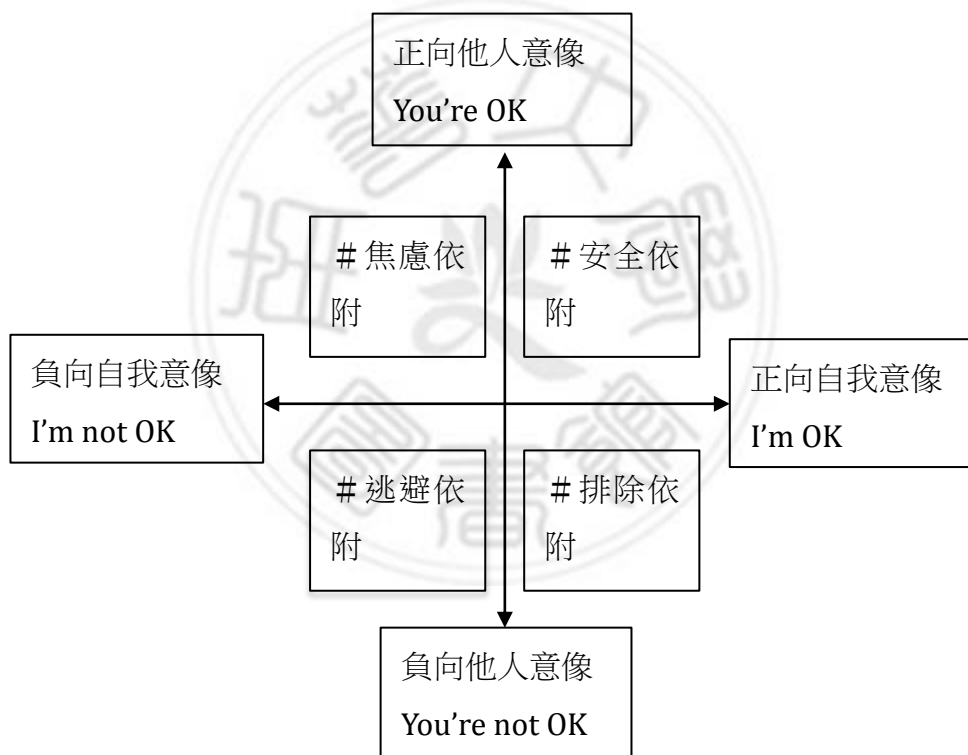 正向他人意像
You're OK
＃焦慮依
附
＃安全依
附
負向自我意像
I'm not OK
正向自我意像
I'm OK
＃逃避依
附
＃排除依
附
負向他人意像
You're not OK